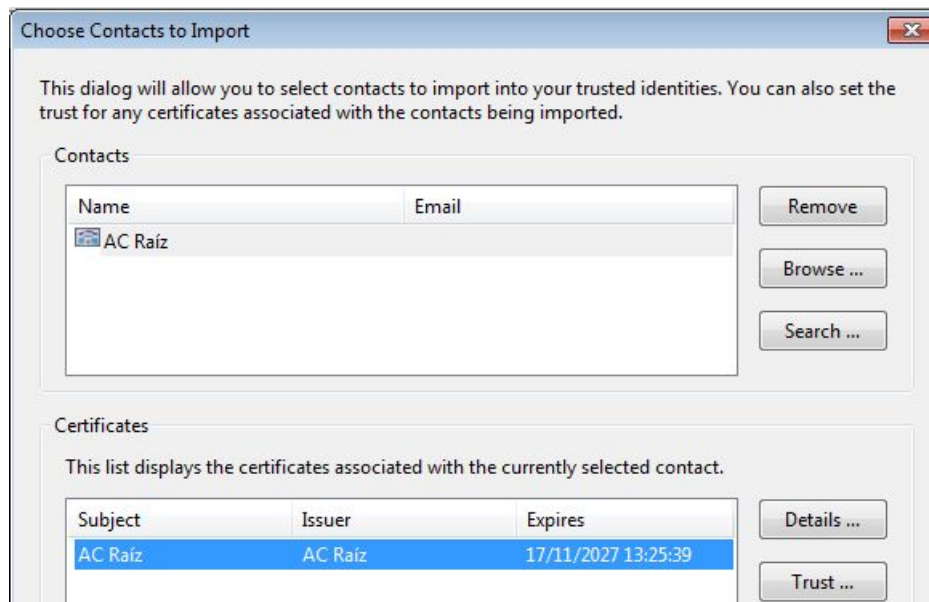 Choose Contacts to Import
This dialog will allow you to select contacts to import into your trusted identities. You can also set the
trust for any certificates associated with the contacts being imported.
Contacts
Name Email
AC Raíz
Remove
Browse ...
Search ...
Certificates
This list displays the certificates associated with the currently selected contact.
Subject Issuer Expires
AC Raíz AC Raíz 17/11/2027 13:25:39
Details ...
Trust ...